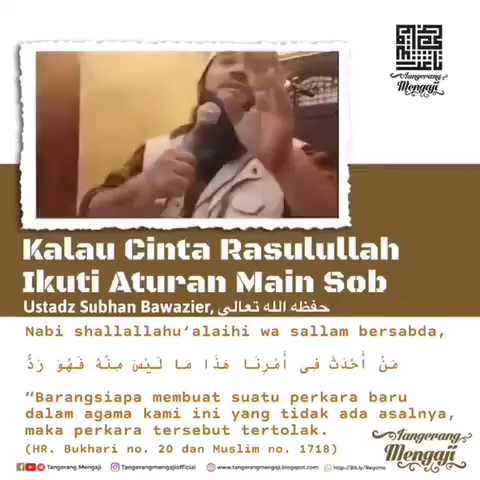 Tangerang
Mengaji
Kalau Cinta Rasulullah
Ikuti Aturan Main Sob
Ustadz Subhan Bawazier, حفظه الله تعالى
Nabi shallallahu‘alaihi wa sallam bersabda,
مَنْ أَحْدَثَ فِى أَمْرِنَا هَذَا مَا لَيْسَ مِنْهُ فَهُوَ رَدٌّ
“Barangsiapa membuat suatu perkara baru
dalam agama kami ini yang tidak ada asalnya,
maka perkara tersebut tertolak.
(HR. Bukhari no. 20 dan Muslim no. 1718)
Tangerang
Mengaji
Tangerang Mengaji Tangerangmengajiofficial www.tangerangmengaji.blogspot.com